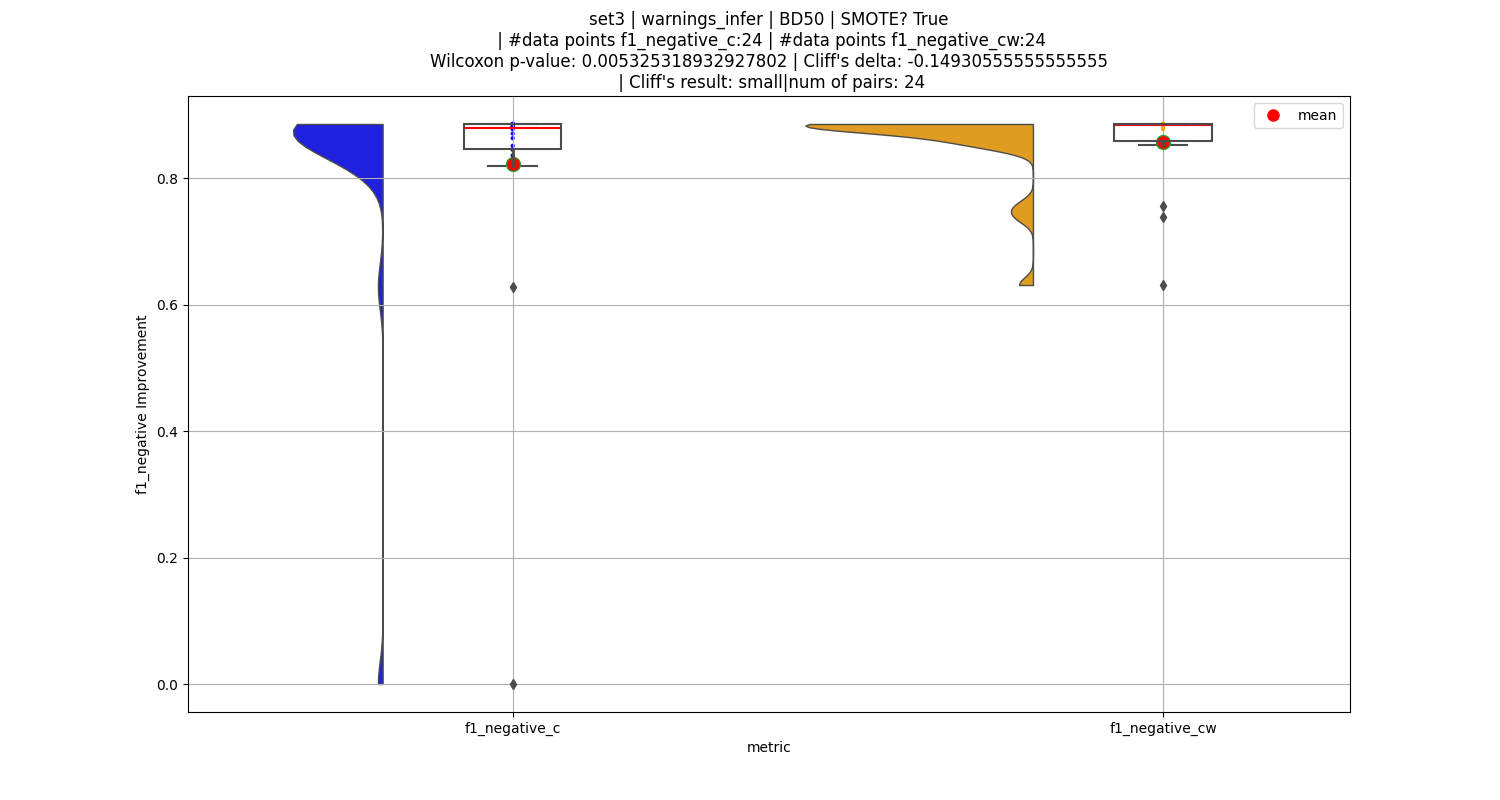 set3 | warnings_infer | BD50 | SMOTE? True
| #data points f1_negative_c:24 | #data points f1_negative_cw:24
Wilcoxon p-value: 0.005325318932927802 | Cliff's delta: -0.14930555555555555
| Cliff's result: small|num of pairs: 24
mean
0.8
0.6
0.4
0.2
0.0
f1_negative Improvement
f1_negative_c
f1_negative_cw
metric